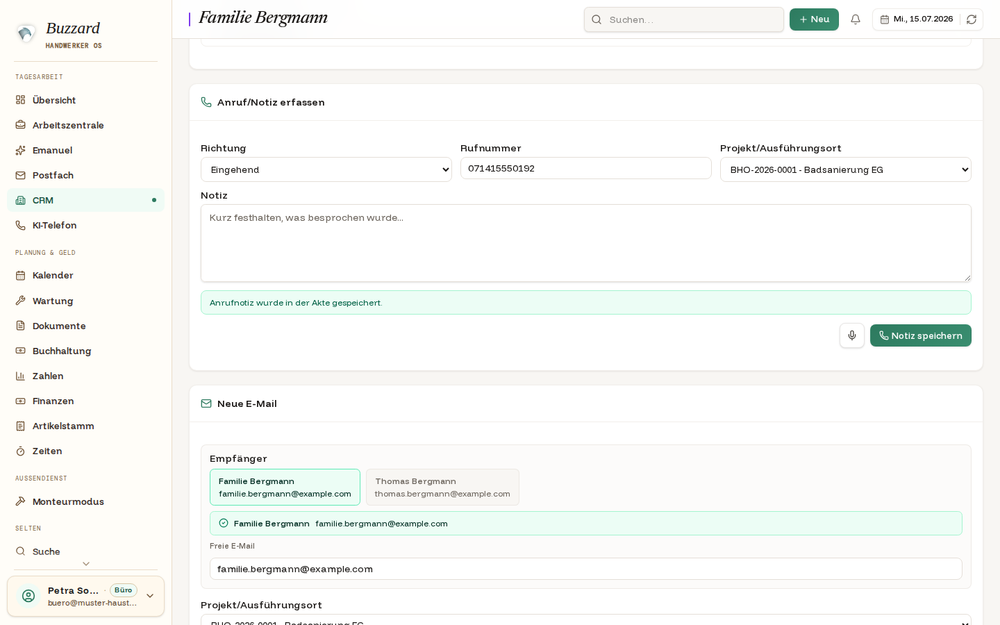 Buzzard
HANDWERKER OS
TAGESARBEIT
Übersicht
Arbeitszentrale
Emanuel
Postfach
CRM
KI-Telefon
PLANUNG & GELD
Kalender
Wartung
Dokumente
Buchhaltung
Zahlen
Finanzen
Artikelstamm
Zeiten
AUSSENDIENST
Monteurmodus
SELTEN
Suche
Petra So... · Büro
buero@muster-haust...
Familie Bergmann
Suchen...
Neu
Mi., 15.07.2026
Anruf/Notiz erfassen
Richtung
Eingehend
Rufnummer
071415550192
Projekt/Ausführungsort
BHO-2026-0001 - Badsanierung EG
Notiz
Kurz festhalten, was besprochen wurde...
Anrufnotiz wurde in der Akte gespeichert.
Notiz speichern
Neue E-Mail
Empfänger
Familie Bergmann
familie.bergmann@example.com
Thomas Bergmann
thomas.bergmann@example.com
Familie Bergmann familie.bergmann@example.com
Freie E-Mail
familie.bergmann@example.com
Projekt/Ausführungsort
BHO-2026-0001 - Badsanierung EG